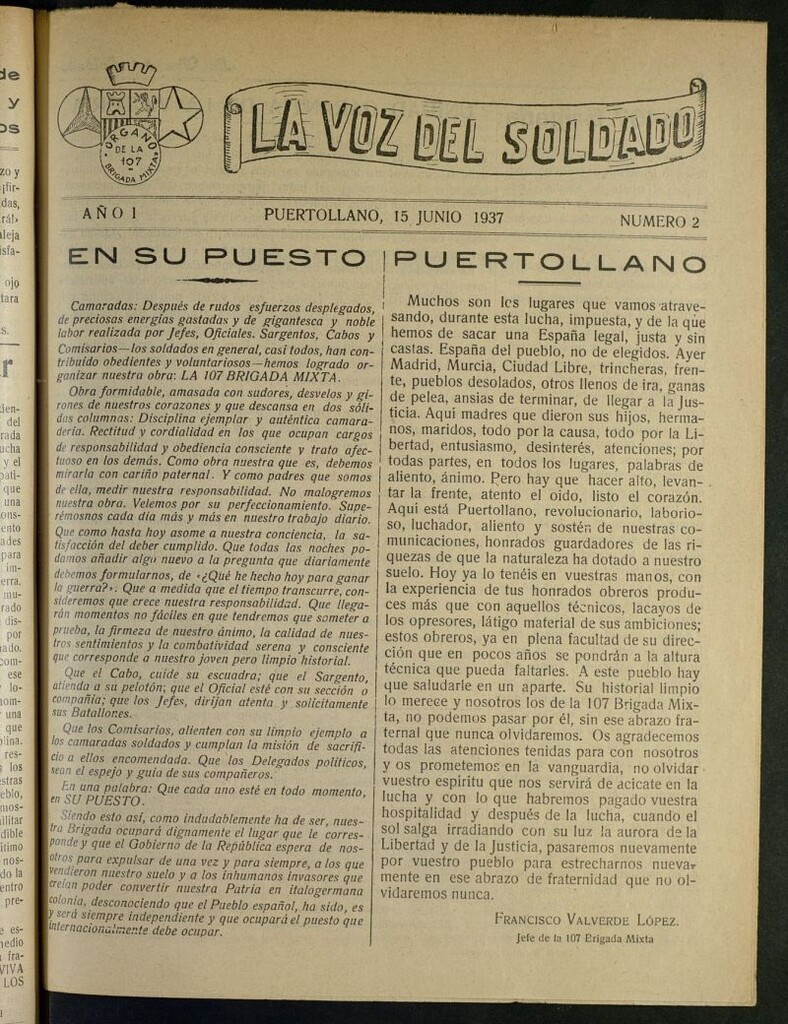 LA VOZ DEL SOLDADO
ORGANO
DE LA
107
BRIGADA MIXTA
AÑO I
PUERTOLLANO, 15 JUNIO 1937
NUMERO 2
EN SU PUESTO
Camaradas: Después de rudos esfuerzos desplegados,
de preciosas energías gastadas y de gigantesca y noble
labor realizada por Jefes, Oficiales. Sargentos, Cabos y
Comisarios—los soldados en general, casi todos, han con-
tribuído obedientes y voluntariosos—hemos logrado or-
ganizar nuestra obra: LA 107 BRIGADA MIXTA.
Obra formidable, amasada con sudores, desvelos y gi-
rones de nuestros corazones y que descansa en dos sóli-
das columnas: Disciplina ejemplar y auténtica camara-
dería. Rectitud y cordialidad en los que ocupan cargos
de responsabilidad y obediencia consciente y trato afec-
tuoso en los demás. Como obra nuestra que es, debemos
mirarla con cariño paternal. Y como padres que somos
de ella, medir nuestra responsabilidad. No malogremos
nuestra obra. Velemos por su perfeccionamiento. Supe-
rémosnos cada día más y más en nuestro trabajo diario.
Que como hasta hoy asome a nuestra conciencia, la sa-
tisfacción del deber cumplido. Que todas las noches po-
damos añadir algo nuevo a la pregunta que diariamente
debemos formularnos, de «¿Qué he hecho hoy para ganar
la guerra?». Que a medida que el tiempo transcurre, con-
sideremos que crece nuestra responsabilidad. Que llega-
rán momentos no fáciles en que tendremos que someter a
prueba, la firmeza de nuestro ánimo, la calidad de nues-
tros sentimientos y la combatividad serena y consciente
que corresponde a nuestro joven pero limpio historial.
Que el Cabo, cuide su escuadra; que el Sargento,
atienda a su pelotón; que el Oficial esté con su sección o
compañía; que los Jefes, dirijan atenta y solícitamente
sus Batallones.
Que los Comisarios, alienten con su limpio ejemplo a
los camaradas soldados y cumplan la misión de sacrifi-
cio a ellos encomendada. Que los Delegados políticos,
sean el espejo y guía de sus compañeros.
En una palabra: Que cada uno esté en todo momento,
en SU PUESTO.
Siendo esto así, como indudablemente ha de ser, nues-
tra Brigada ocupará dignamente el lugar que le corres-
ponde y que el Gobierno de la República espera de nos-
otros para expulsar de una vez y para siempre, a los que
vendieron nuestro suelo y a los inhumanos invasores que
creían poder convertir nuestra Patria en italogermana
colonia, desconociendo que el Pueblo español, ha sido, es
y será siempre independiente y que ocupará el puesto que
internacionalmente debe ocupar.
PUERTOLLANO
Muchos son los lugares que vamos atrave-
sando, durante esta lucha, impuesta, y de la que
hemos de sacar una España legal, justa y sin
castas. España del pueblo, no de elegidos. Ayer
Madrid, Murcia, Ciudad Libre, trincheras, fren-
te, pueblos desolados, otros llenos de ira, ganas
de pelea, ansias de terminar, de llegar a la Jus-
ticia. Aquí madres que dieron sus hijos, herma-
nos, maridos, todo por la causa, todo por la Li-
bertad, entusiasmo, desinterés, atenciones; por
todas partes, en todos los lugares, palabras de
aliento, ánimo. Pero hay que hacer alto, levan-
tar la frente, atento el oído, listo el corazón.
Aquí está Puertollano, revolucionario, laborio-
so, luchador, aliento y sostén de nuestras co-
municaciones, honrados guardadores de las ri-
quezas de que la naturaleza ha dotado a nuestro
suelo. Hoy ya lo tenéis en vuestras manos, con
la experiencia de tus honrados obreros produ-
ces más que con aquellos técnicos, lacayos de
los opresores, látigo material de sus ambiciones;
estos obreros, ya en plena facultad de su direc-
ción que en pocos años se pondrán a la altura
técnica que pueda faltarles. A este pueblo hay
que saludarle en un aparte. Su historial limpio
lo merece y nosotros los de la 107 Brigada Mix-
ta, no podemos pasar por él, sin ese abrazo fra-
ternal que nunca olvidaremos. Os agradecemos
todas las atenciones tenidas para con nosotros
y os prometemos en la vanguardia, no olvidar
vuestro espíritu que nos servirá de acicate en la
lucha y con lo que habremos pagado vuestra
hospitalidad y después de la lucha, cuando el
sol salga irradiando con su luz la aurora de la
Libertad y de la Justicia, pasaremos nuevamente
por vuestro pueblo para estrecharnos nueva-
mente en ese abrazo de fraternidad que no ol-
vidaremos nunca.
FRANCISCO VALVERDE LÓPEZ.
Jefe de la 107 Brigada Mixta